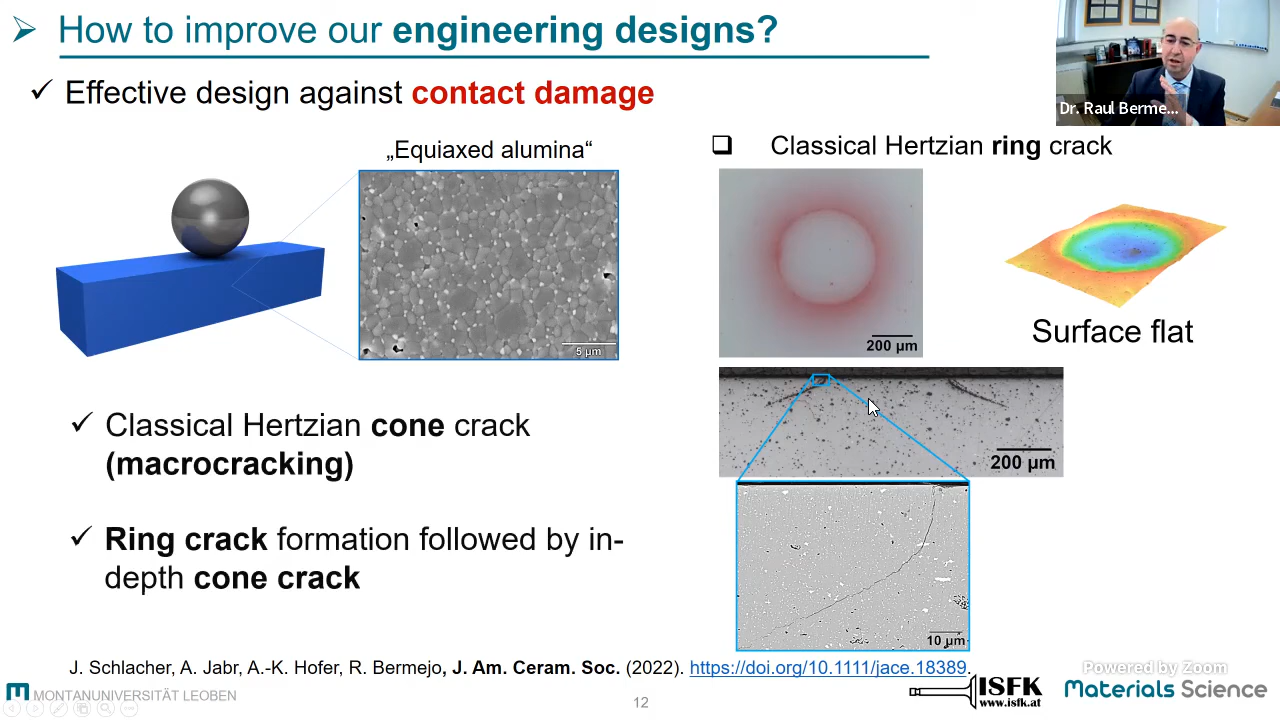 How to improve our engineering designs?
Effective design against contact damage
Dr. Raul Berme...
„Equiaxed alumina“
5 µm
Classical Hertzian ring crack
200 µm
Surface flat
Classical Hertzian cone crack
(macrocracking)
200 µm
Ring crack formation followed by in-
depth cone crack
10 µm
J. Schlacher, A. Jabr, A.-K. Hofer, R. Bermejo, J. Am. Ceram. Soc. (2022). https://doi.org/10.1111/jace.18389.
MONTANUNIVERSITÄT LEOBEN
12
ISFK
www.isfk.at
Powered by Zoom
Materials Science